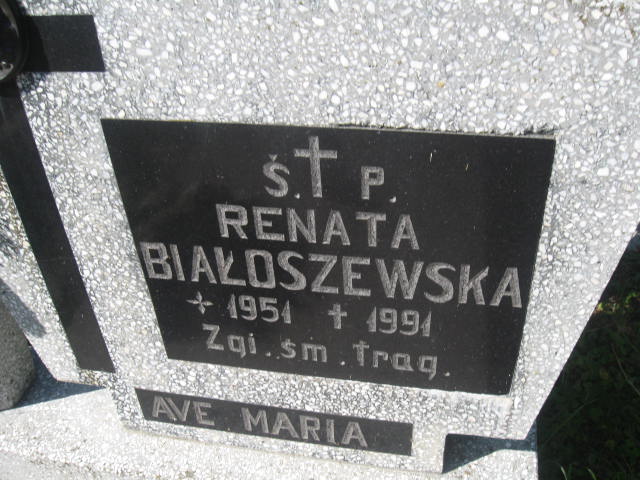 Ś. P.
RENATA
BIAŁOSZEWSKA
1951 1991
Zgi. śm. trag.
AVE MARIA